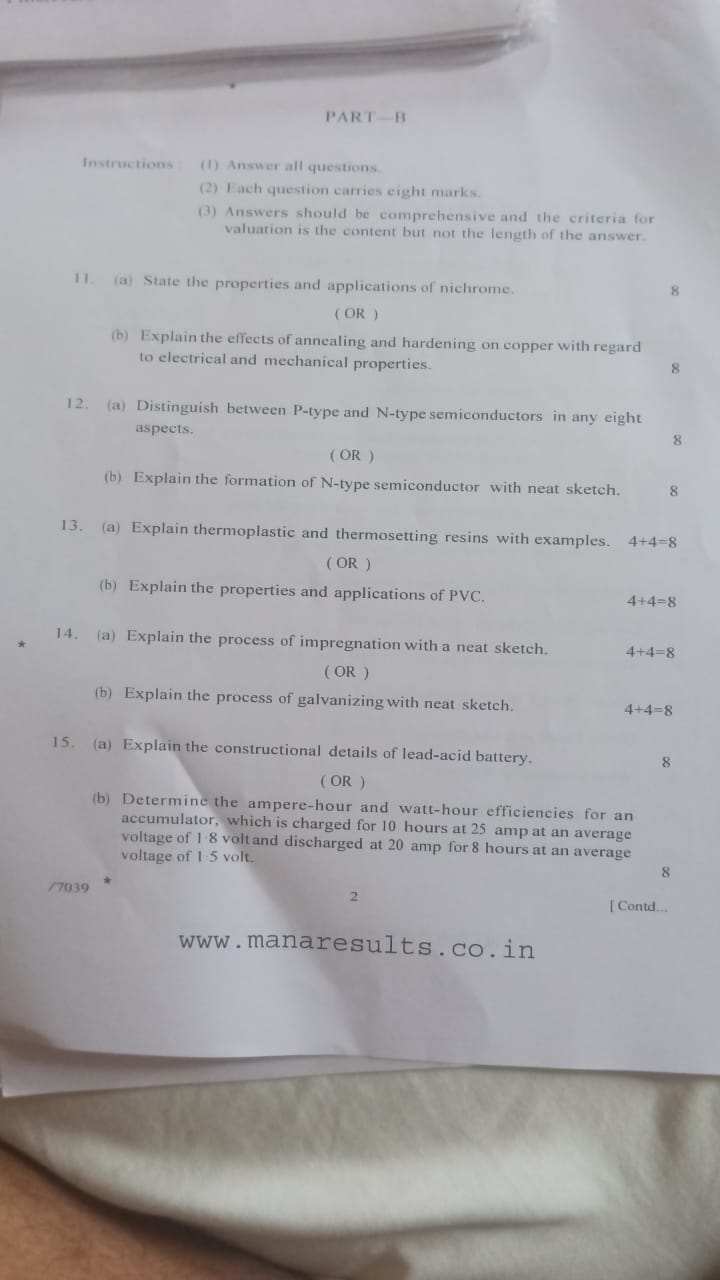 PART—B
Instructions : (1) Answer all questions.
(2) Each question carries eight marks.
(3) Answers should be comprehensive and the criteria for
valuation is the content but not the length of the answer.
11. (a) State the properties and applications of nichrome. 8
( OR )
(b) Explain the effects of annealing and hardening on copper with regard
to electrical and mechanical properties. 8
12. (a) Distinguish between P-type and N-type semiconductors in any eight
aspects. 8
( OR )
(b) Explain the formation of N-type semiconductor with neat sketch. 8
13. (a) Explain thermoplastic and thermosetting resins with examples. 4+4=8
( OR )
(b) Explain the properties and applications of PVC. 4+4=8
* 14. (a) Explain the process of impregnation with a neat sketch. 4+4=8
( OR )
(b) Explain the process of galvanizing with neat sketch. 4+4=8
15. (a) Explain the constructional details of lead-acid battery. 8
( OR )
(b) Determine the ampere-hour and watt-hour efficiencies for an
accumulator, which is charged for 10 hours at 25 amp at an average
voltage of 1·8 volt and discharged at 20 amp for 8 hours at an average
voltage of 1·5 volt. 8
/7039 * 2 [ Contd...
www.manaresults.co.in